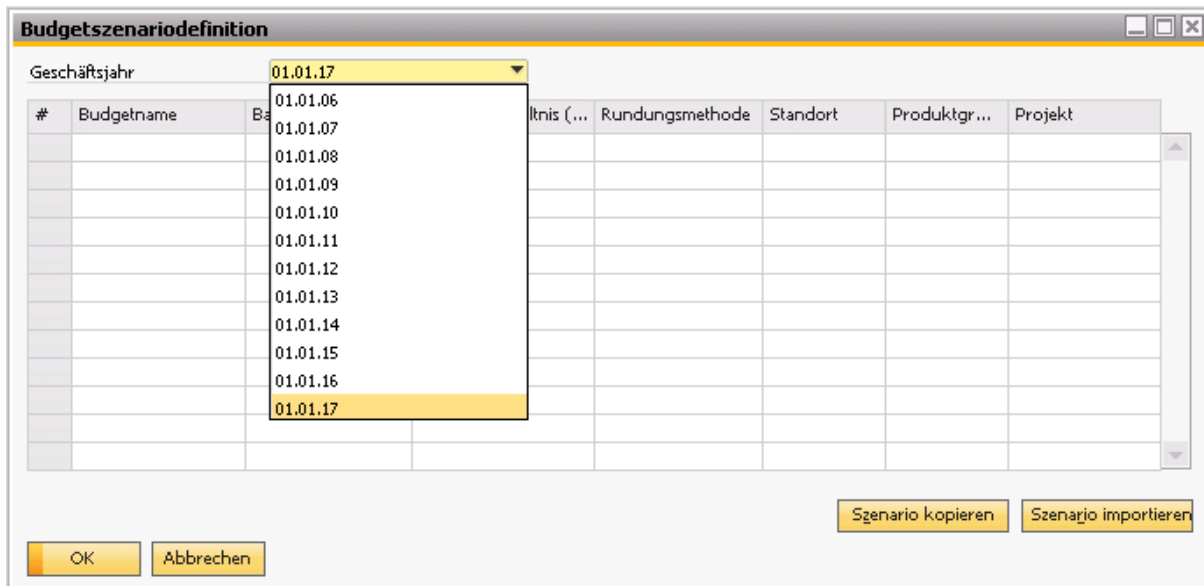 Budgetszenariodefinition
Geschäftsjahr 01.01.17
# Budgetname Ba ltnis (... Rundungsmethode Standort Produktgr... Projekt
01.01.06
01.01.07
01.01.08
01.01.09
01.01.10
01.01.11
01.01.12
01.01.13
01.01.14
01.01.15
01.01.16
01.01.17
Szenario kopieren Szenario importieren
OK Abbrechen